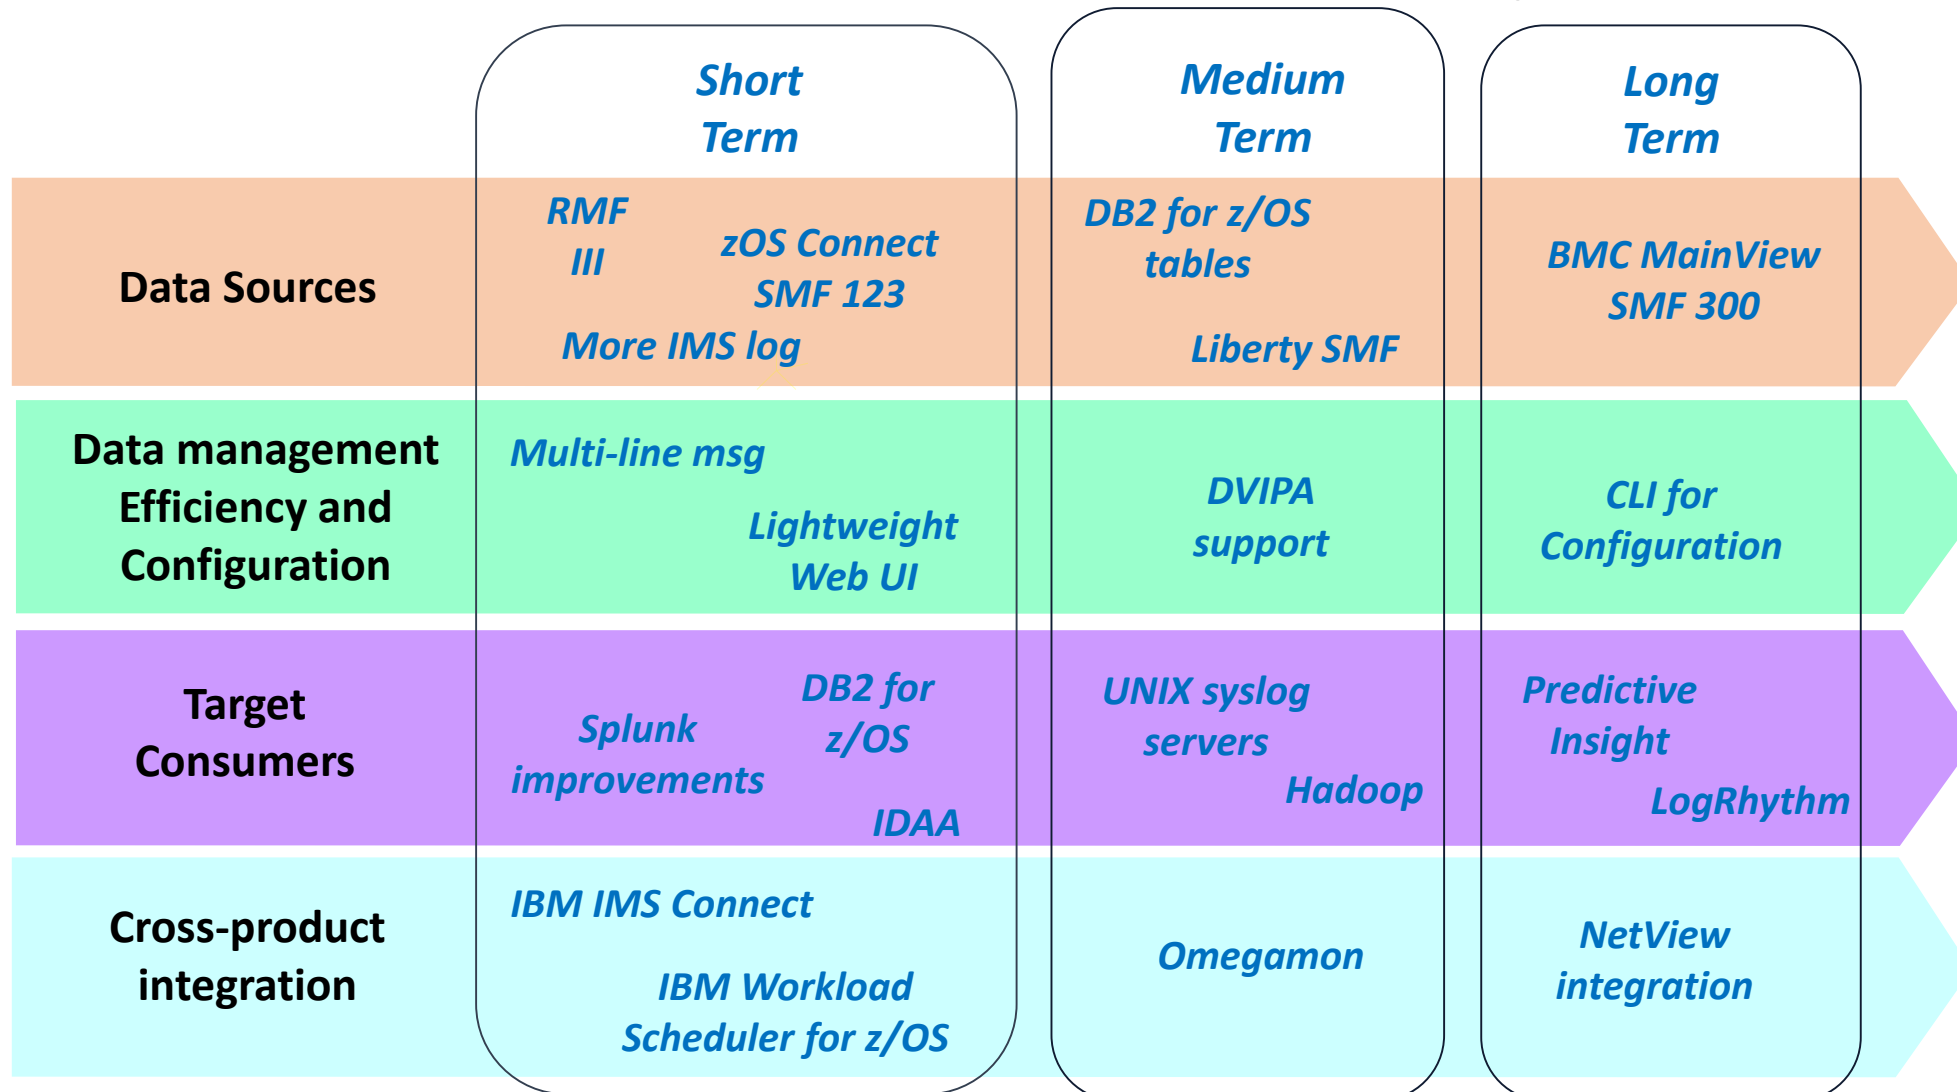 Short
Term
Medium
Term
Long
Term
Data Sources
RMF
III
zOS Connect
SMF 123
More IMS log
DB2 for z/OS
tables
Liberty SMF
BMC MainView
SMF 300
Data management
Efficiency and
Configuration
Multi-line msg
Lightweight
Web UI
DVIPA
support
CLI for
Configuration
Target
Consumers
Splunk
improvements
DB2 for
z/OS
IDAA
UNIX syslog
servers
Hadoop
Predictive
Insight
LogRhythm
Cross-product
integration
IBM IMS Connect
IBM Workload
Scheduler for z/OS
Omegamon
NetView
integration